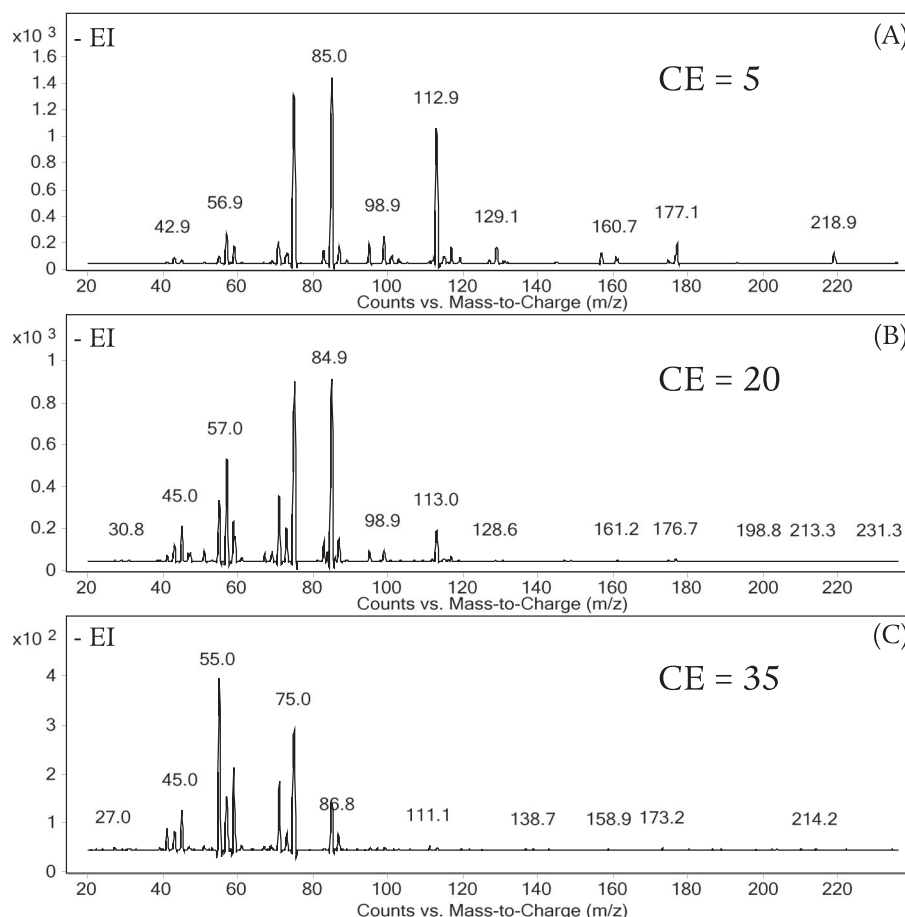 x10 3
- EI
(A)
CE = 5
1.6
1.4
1.2
1
0.8
0.6
0.4
0.2
0
42.9
56.9
85.0
98.9
112.9
129.1
160.7
177.1
218.9
20 40 60 80 100 120 140 160 180 200 220
Counts vs. Mass-to-Charge (m/z)
x10 3
- EI
(B)
CE = 20
1
0.8
0.6
0.4
0.2
0
30.8
45.0
57.0
84.9
98.9
113.0
128.6
161.2
176.7
198.8
213.3
231.3
20 40 60 80 100 120 140 160 180 200 220
Counts vs. Mass-to-Charge (m/z)
x10 2
- EI
(C)
CE = 35
4
3
2
1
0
27.0
45.0
55.0
75.0
86.8
111.1
138.7
158.9
173.2
214.2
20 40 60 80 100 120 140 160 180 200 220
Counts vs. Mass-to-Charge (m/z)